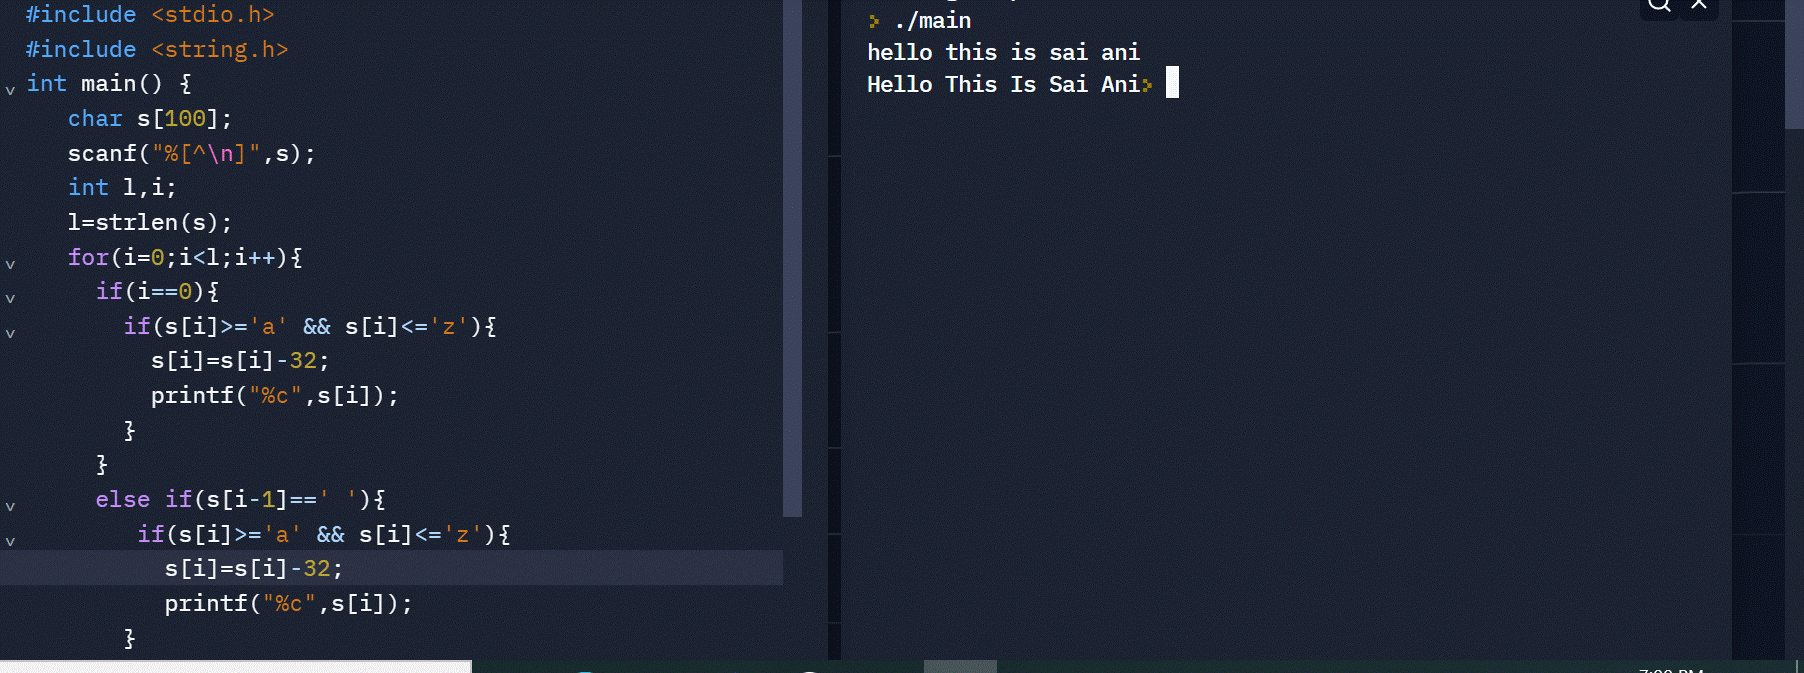 #include <stdio.h>
#include <string.h>
int main() {
char s[100];
scanf("%[^\n]",s);
int l,i;
l=strlen(s);
for(i=0;i<l;i++){
if(i==0){
if(s[i]>='a' && s[i]<='z'){
s[i]=s[i]-32;
printf("%c",s[i]);
}
}
else if(s[i-1]==' '){
if(s[i]>='a' && s[i]<='z'){
s[i]=s[i]-32;
printf("%c",s[i]);
}
./main
hello this is sai ani
Hello This Is Sai Ani